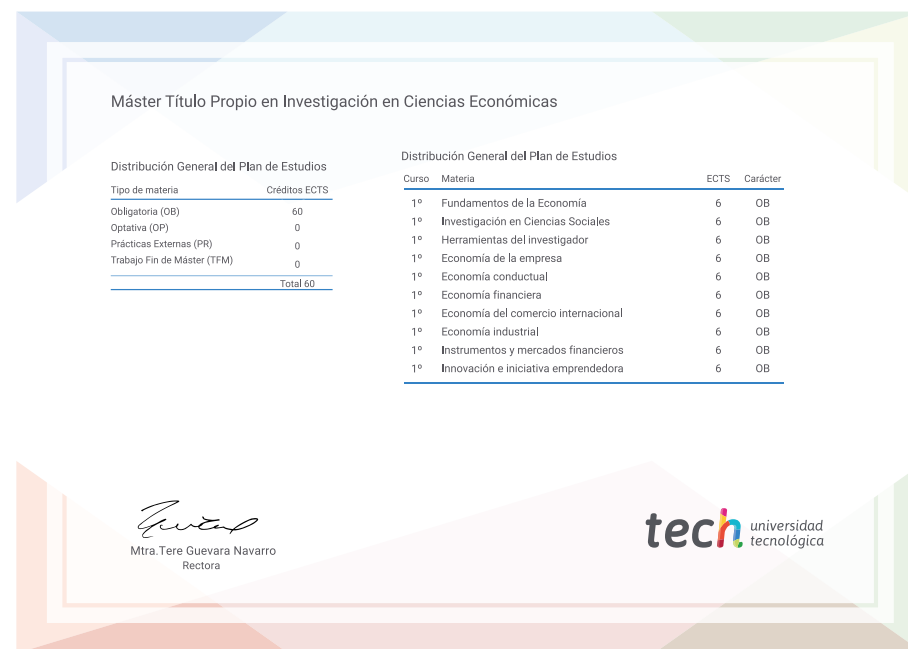 Máster Título Propio en Investigación en Ciencias Económicas
Distribución General del Plan de Estudios
Tipo de materia Créditos ECTS
Obligatoria (OB) 60
Optativa (OP) 0
Prácticas Externas (PR) 0
Trabajo Fin de Máster (TFM) 0
Total 60
Distribución General del Plan de Estudios
Curso Materia ECTS Carácter
1º Fundamentos de la Economía 6 OB
1º Investigación en Ciencias Sociales 6 OB
1º Herramientas del investigador 6 OB
1º Economía de la empresa 6 OB
1º Economía conductual 6 OB
1º Economía financiera 6 OB
1º Economía del comercio internacional 6 OB
1º Economía industrial 6 OB
1º Instrumentos y mercados financieros 6 OB
1º Innovación e iniciativa emprendedora 6 OB
Mtra.Tere Guevara Navarro
Rectora
tech universidad
tecnológica